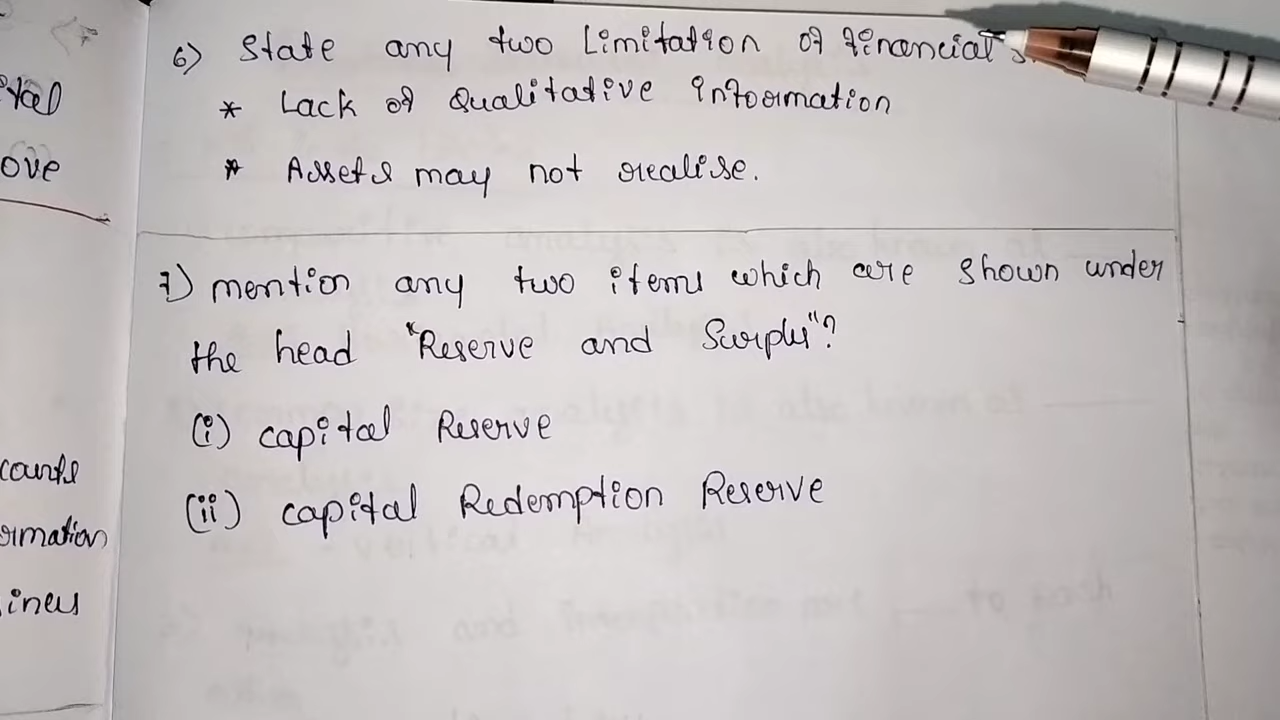 6) State any two Limitation of financial
* Lack of Qualitative information
* Assets may not realise.
7) mention any two items which are shown under
the head "Reserve and Surplus"?
(i) capital Reserve
(ii) capital Redemption Reserve
ove